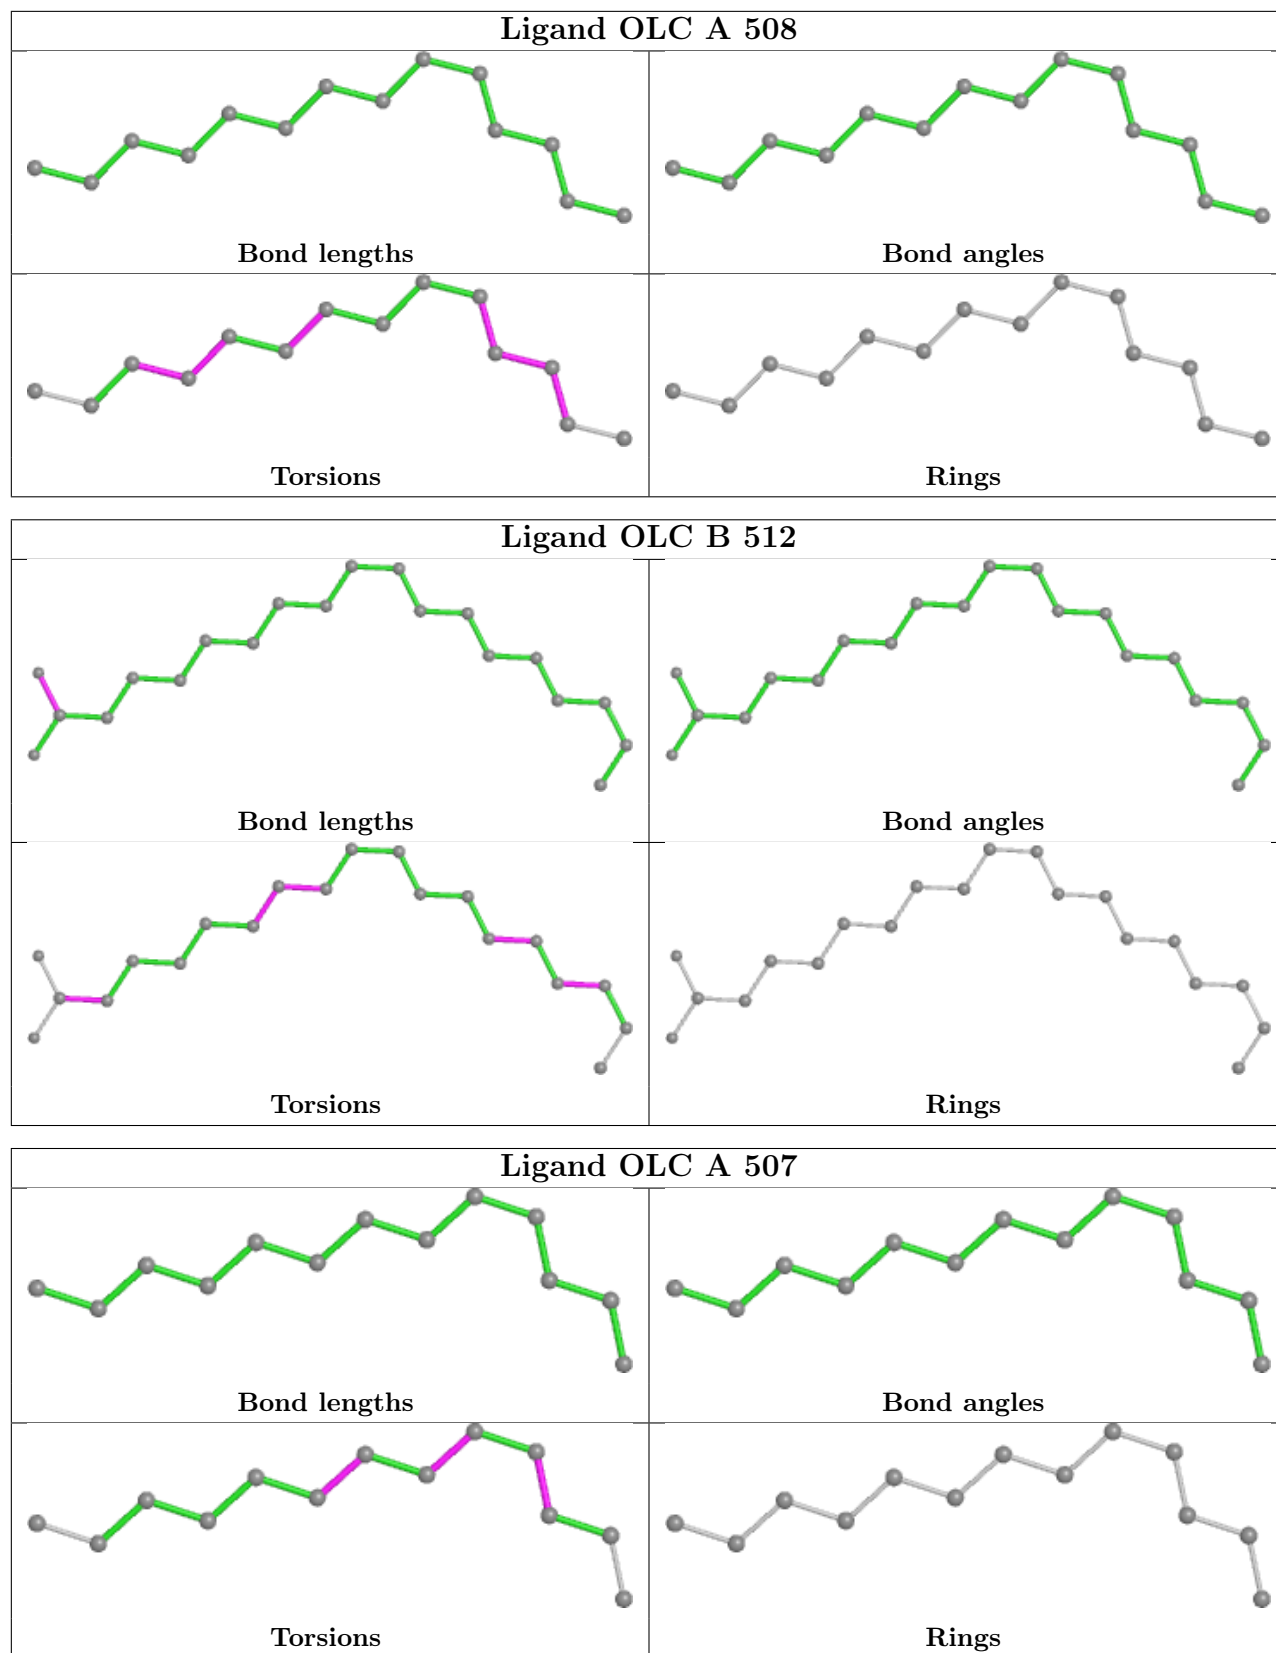 Ligand OLC A 508
Bond lengths
Bond angles
Torsions
Rings
Ligand OLC B 512
Bond lengths
Bond angles
Torsions
Rings
Ligand OLC A 507
Bond lengths
Bond angles
Torsions
Rings